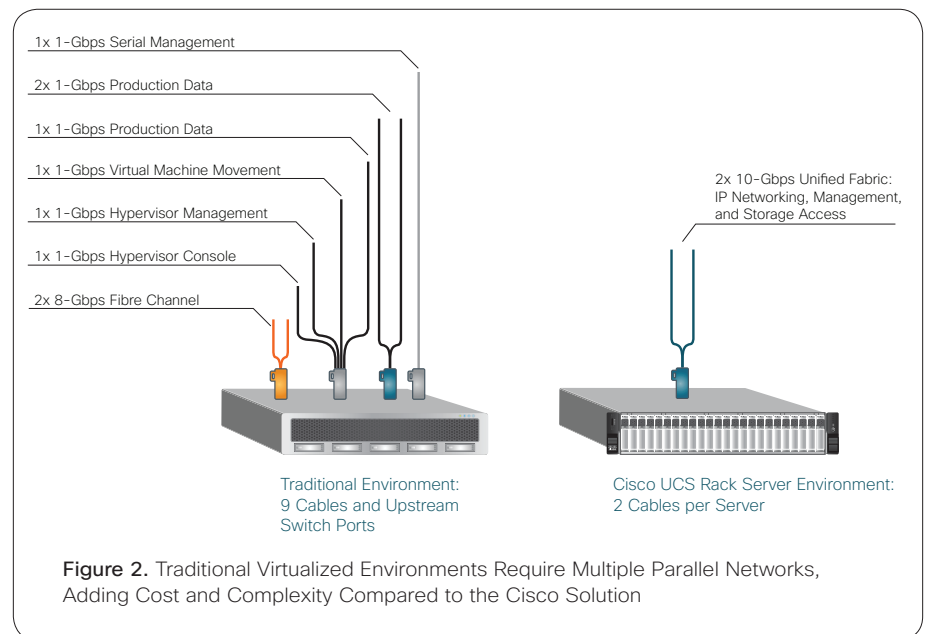 1x 1-Gbps Serial Management
2x 1-Gbps Production Data
1x 1-Gbps Production Data
1x 1-Gbps Virtual Machine Movement
1x 1-Gbps Hypervisor Management
1x 1-Gbps Hypervisor Console
2x 8-Gbps Fibre Channel
2x 10-Gbps Unified Fabric:
IP Networking, Management,
and Storage Access
Traditional Environment:
9 Cables and Upstream
Switch Ports
Cisco UCS Rack Server Environment:
2 Cables per Server
Figure 2. Traditional Virtualized Environments Require Multiple Parallel Networks,
Adding Cost and Complexity Compared to the Cisco Solution